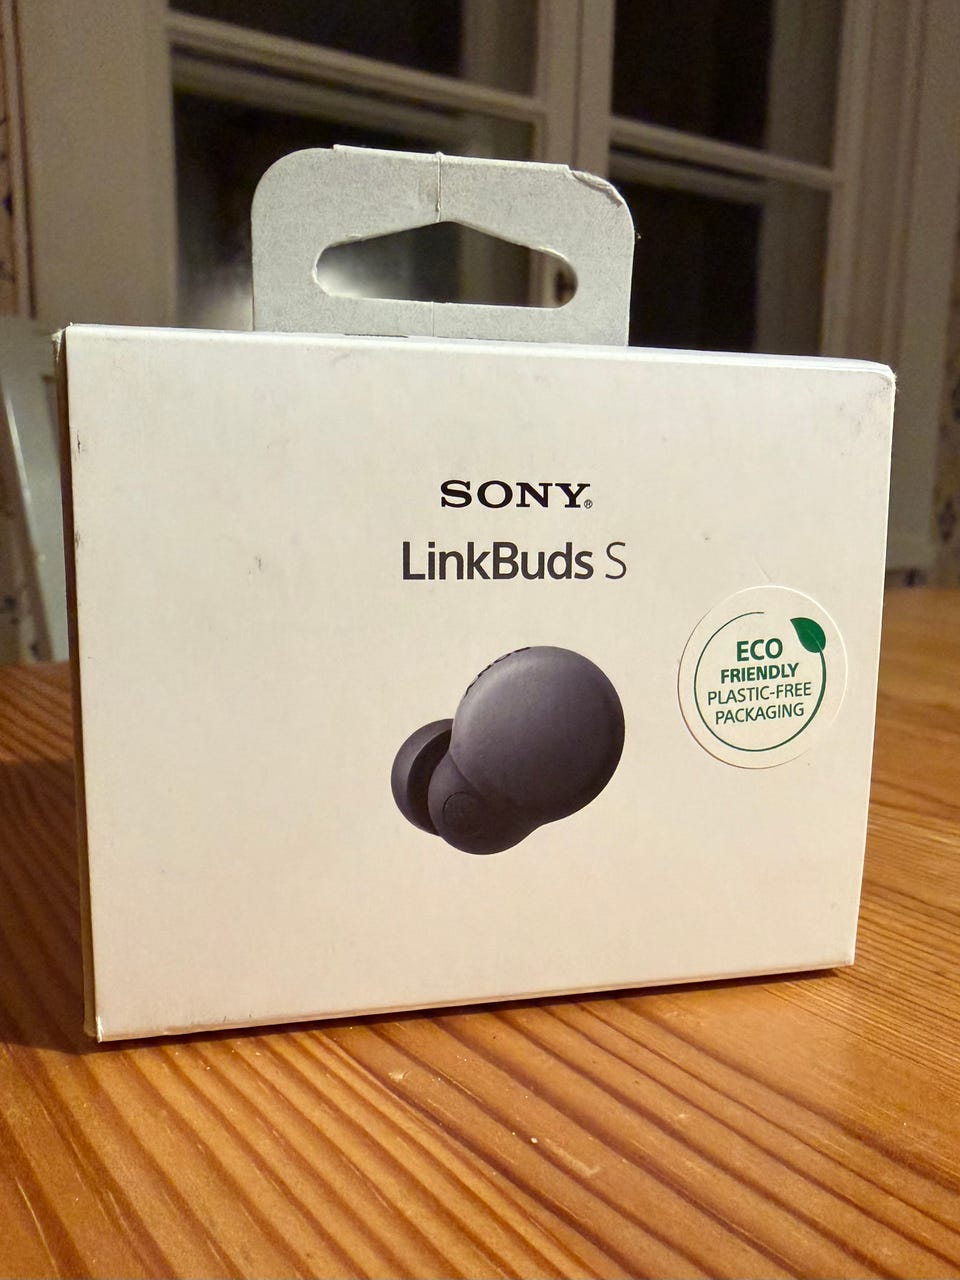 SONY®
LinkBuds S
ECO
FRIENDLY
PLASTIC-FREE
PACKAGING